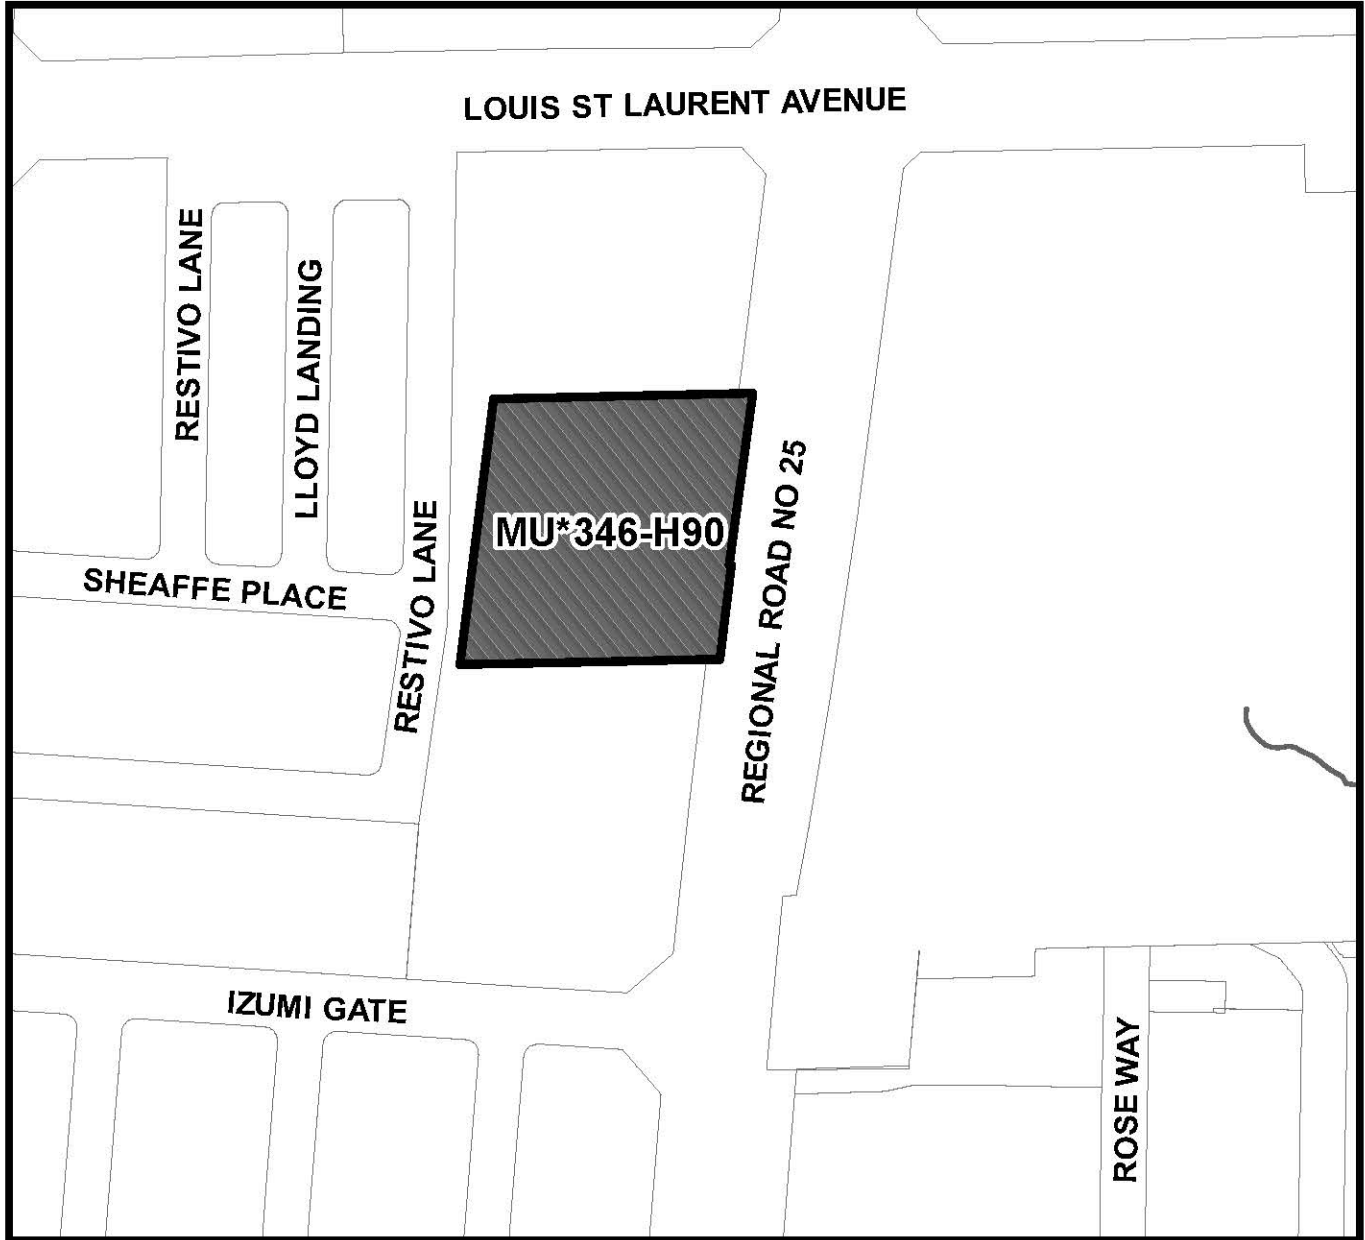 LOUIS ST LAURENT AVENUE
RESTIVO LANE
LLOYD LANDING
REGIONAL ROAD NO 25
RESTIVO LANE
MU*346-H90
SHEAFFE PLACE
IZUMI GATE
ROSE WAY